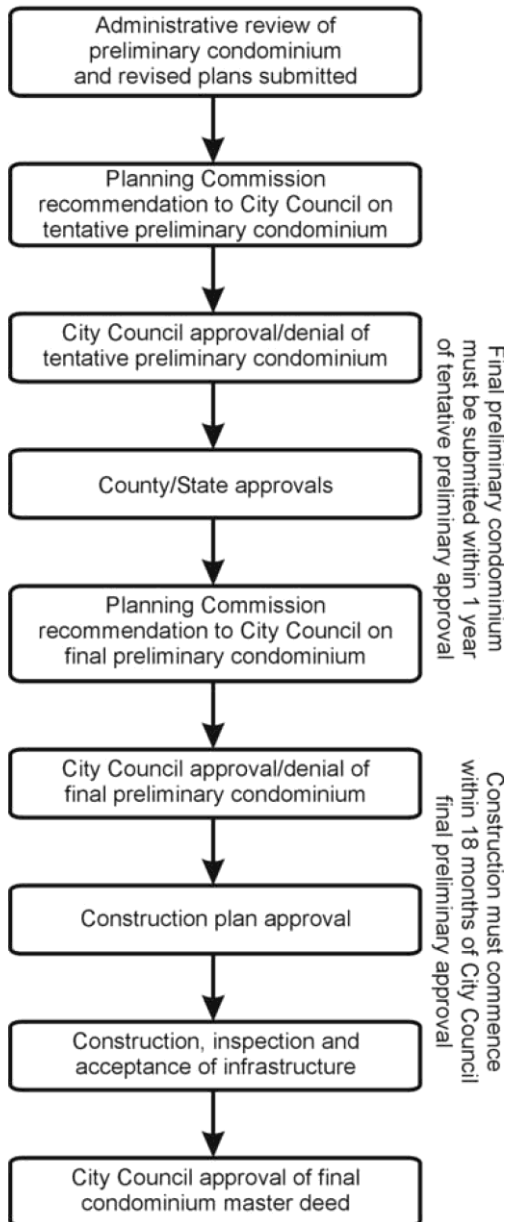 Administrative review of
preliminary condominium
and revised plans submitted
Planning Commission
recommendation to City Council on
tentative preliminary condominium
City Council approval/denial of
tentative preliminary condominium
County/State approvals
Planning Commission
recommendation to City Council on
final preliminary condominium
Final preliminary condominium
must be submitted within 1 year
of tentative preliminary approval
City Council approval/denial of
final preliminary condominium
Construction plan approval
Construction, inspection and
acceptance of infrastructure
Construction must commence
within 18 months of City Council
final preliminary approval
City Council approval of final
condominium master deed